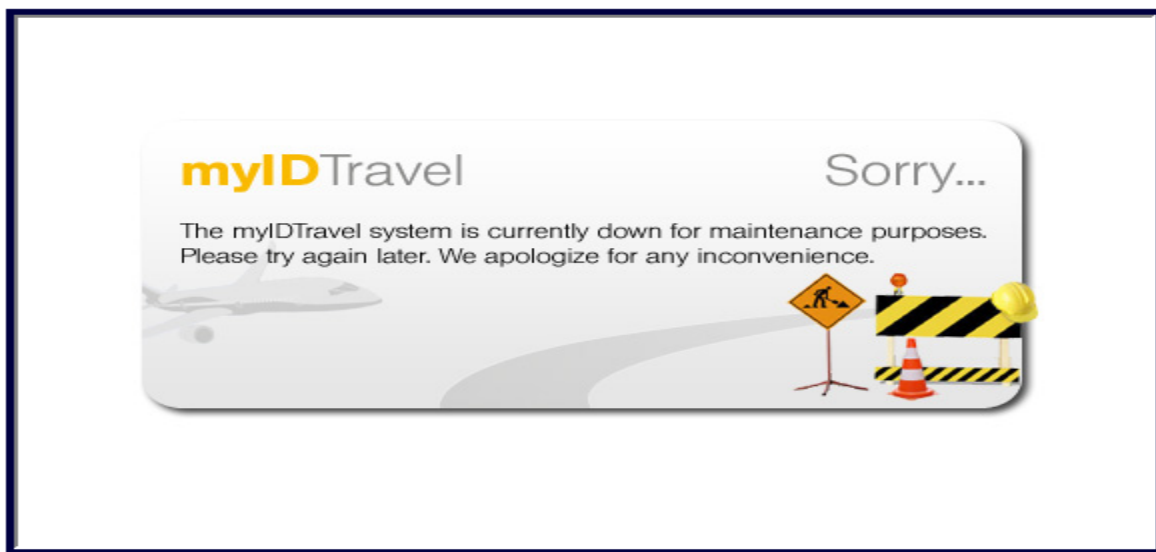 myIDTravel
Sorry...
The myIDTravel system is currently down for maintenance purposes.
Please try again later. We apologize for any inconvenience.